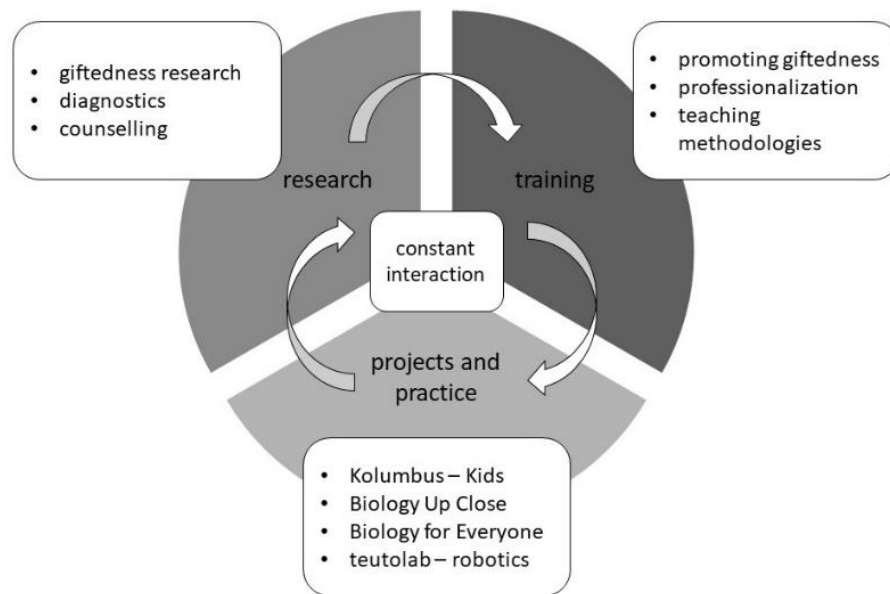 • giftedness research
• diagnostics
• counselling
• promoting giftedness
• professionalization
• teaching
methodologies
research
training
constant
interaction
projects and
practice
• Kolumbus – Kids
• Biology Up Close
• Biology for Everyone
• teutolab – robotics